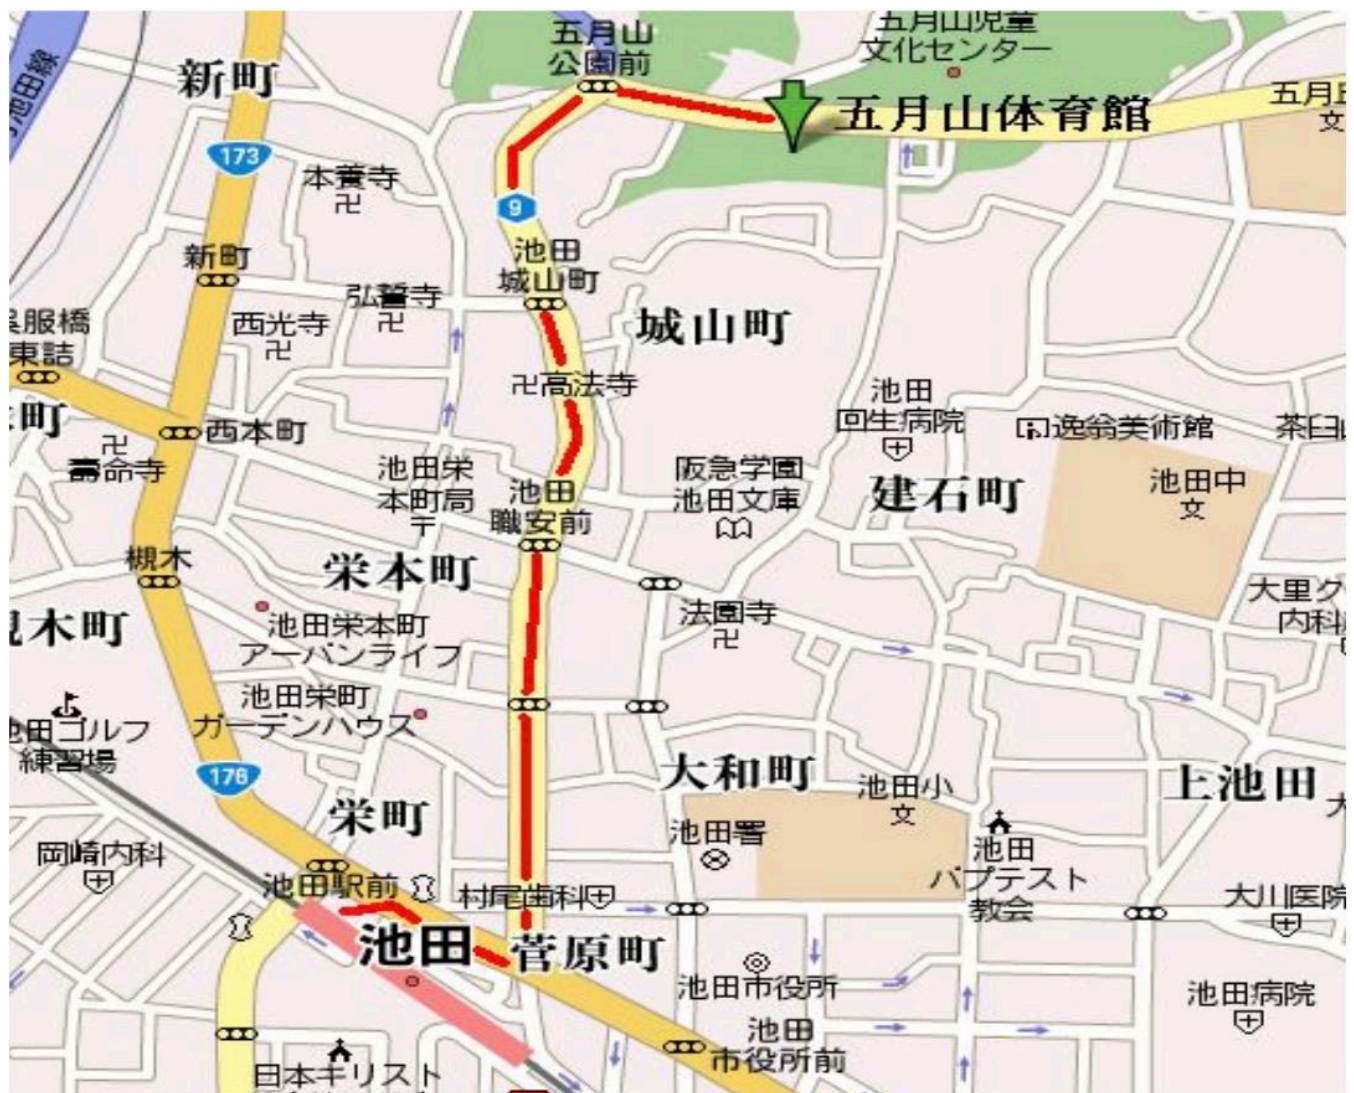 五月山
公園前
五月山児童
文化センター
新町
五月山体育館
173
本養寺
9
池田
城山町
新町
弘誓寺
西光寺
城山町
呉服橋
東詰
高法寺
池田
回生病院
逸翁美術館
西本町
壽命寺
池田栄
本町局
〒
池田
職安前
阪急学園
池田文庫
建石町
池田中
文
槻木
栄本町
木町
池田栄本町
アーバンライフ
法園寺
池田栄町
ガーデンハウス
池田ゴルフ
練習場
176
大和町
池田小
文
上池田
栄町
池田署
岡崎内科
池田駅前
村尾歯科
池田
バプテスト
教会
大川医院
池田
菅原町
池田市役所
池田病院
池田
市役所前
日本キリスト